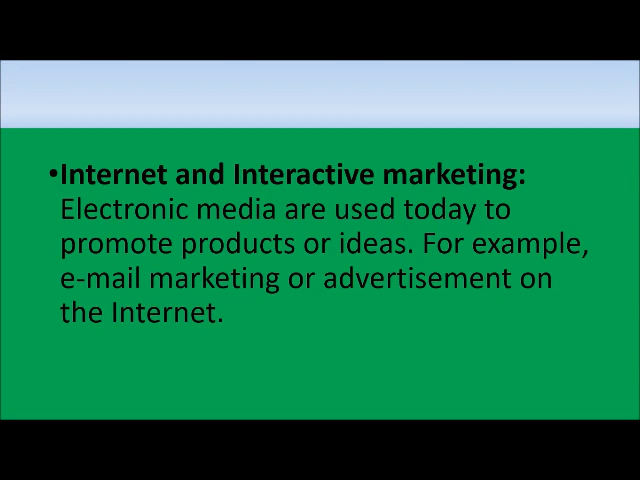 •Internet and Interactive marketing:
Electronic media are used today to
promote products or ideas. For example,
e-mail marketing or advertisement on
the Internet.